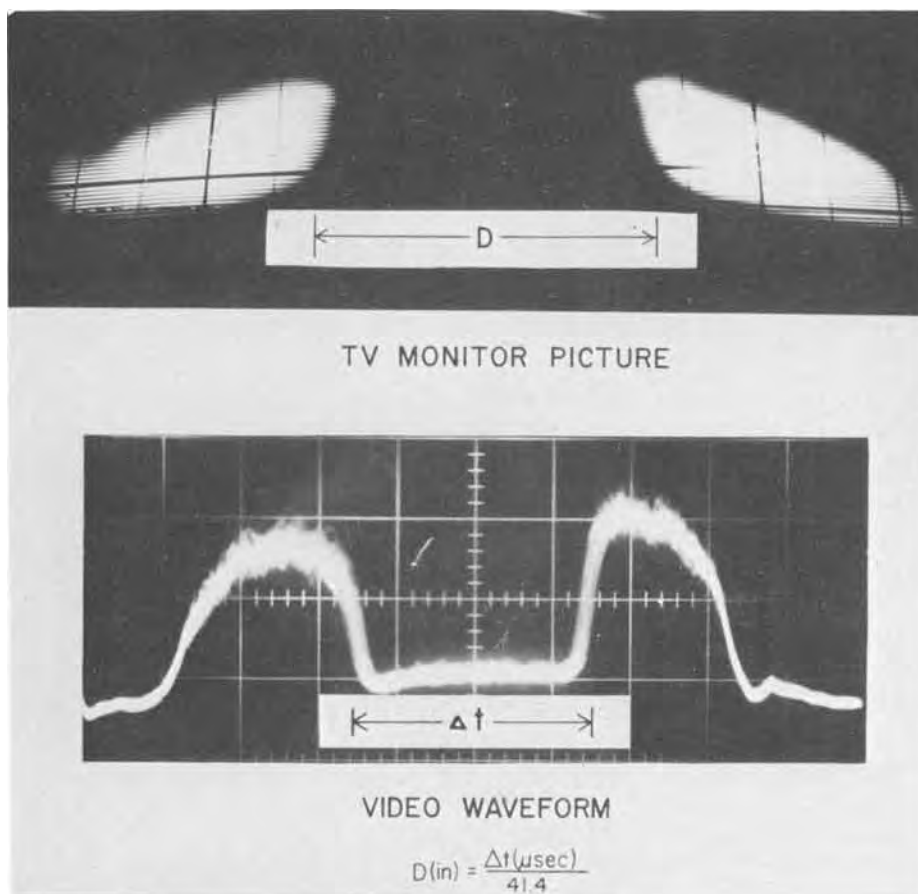 D
TV MONITOR PICTURE
Δt
VIDEO WAVEFORM
D(in) = Δt(μsec)
41.4